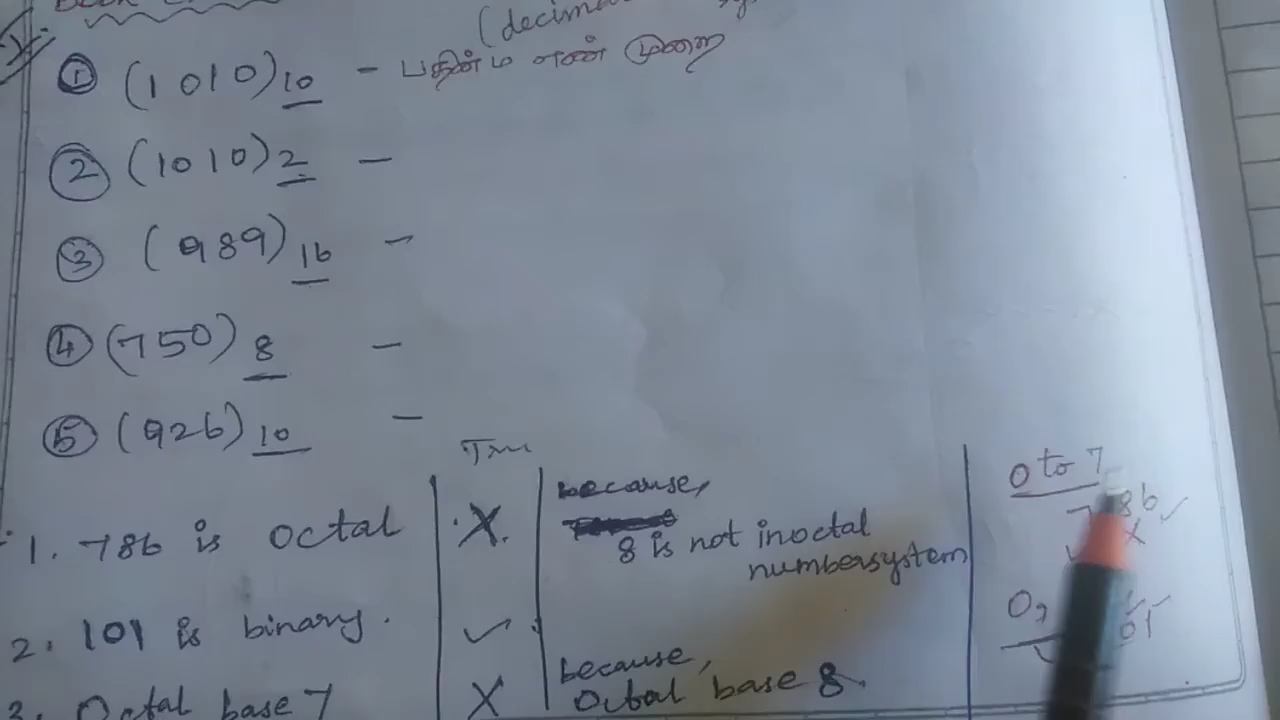 (decimal
① (1010)10 - பதின்ம எண் முறை
② (1010)2 -
③ (989)16 -
④ (750)8 -
⑤ (926)10 -
1. 786 is octal X. because, 8 is not in octal numbersystem 0 to 7
2. 101 is binary. ✓
3. Octal base 7 X because, Octal base 8.